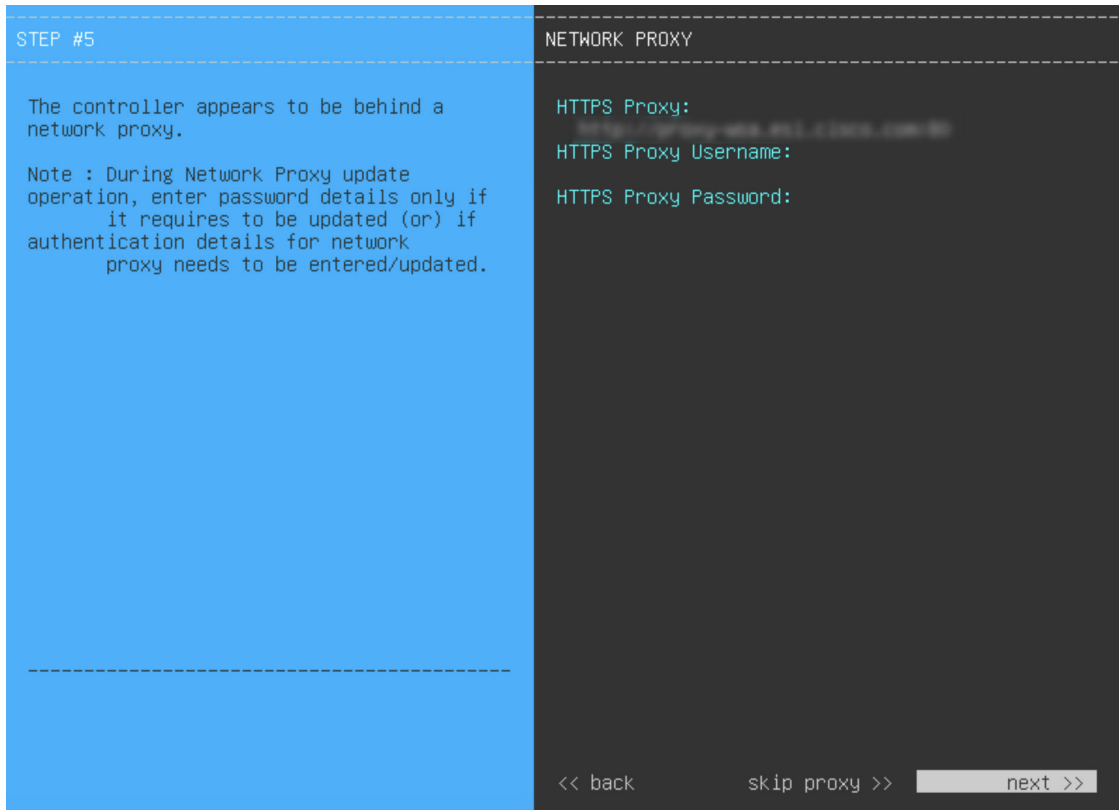 STEP #5
The controller appears to be behind a
network proxy.
Note : During Network Proxy update
operation, enter password details only if
it requires to be updated (or) if
authentication details for network
proxy needs to be entered/updated.
NETWORK PROXY
HTTPS Proxy:
HTTPS Proxy Username:
HTTPS Proxy Password:
<< back skip proxy >> next >>